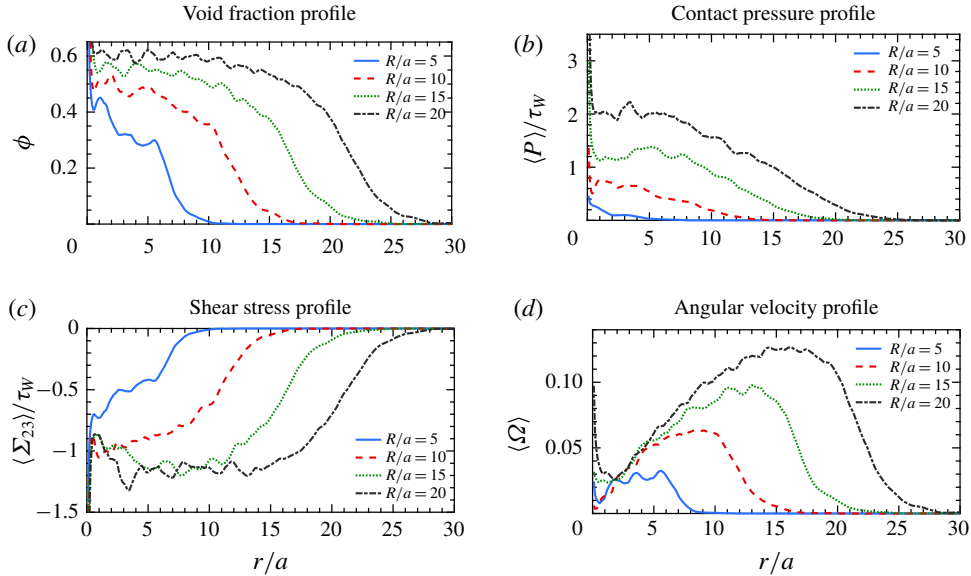 Void fraction profile
(a)
0.6
0.4
0.2
ϕ
0 5 10 15 20 25 30
R/a = 5
R/a = 10
R/a = 15
R/a = 20
Contact pressure profile
(b)
3
2
1
0
⟨P⟩/τW
5 10 15 20 25 30
R/a = 5
R/a = 10
R/a = 15
R/a = 20
Shear stress profile
(c)
0
−0.5
−1
−1.5
⟨Σ23⟩/τW
0 5 10 15 20 25 30
r/a
R/a = 5
R/a = 10
R/a = 15
R/a = 20
Angular velocity profile
(d)
0.10
0.05
⟨Ω⟩
0 5 10 15 20 25 30
r/a
R/a = 5
R/a = 10
R/a = 15
R/a = 20